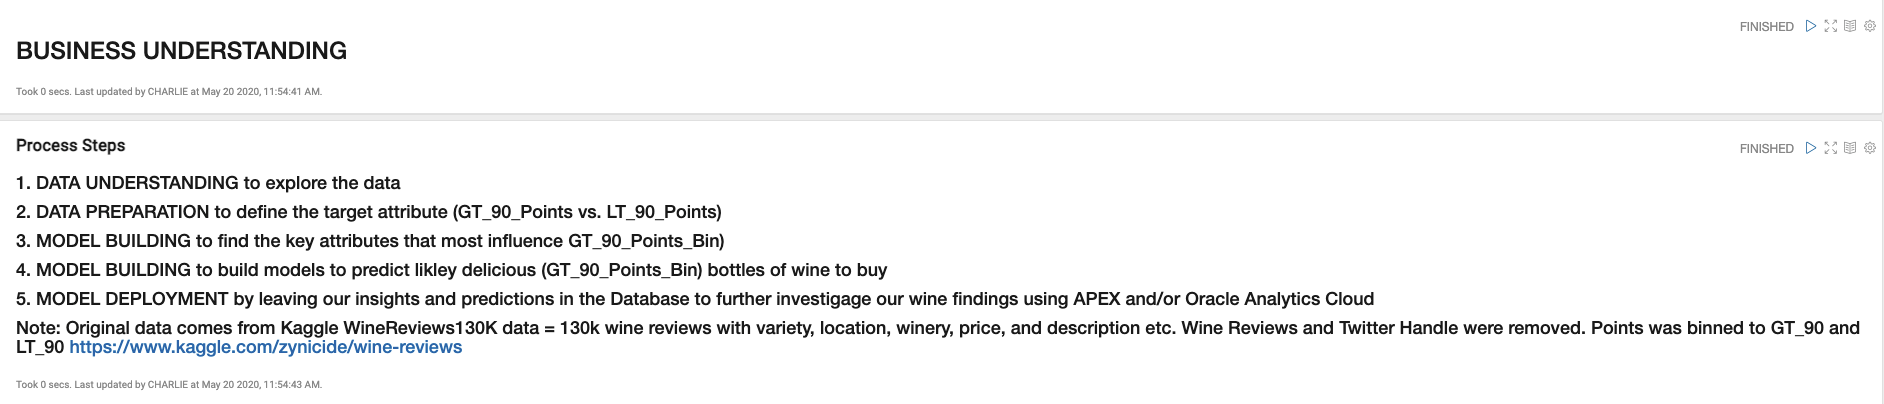 FINISHED
BUSINESS UNDERSTANDING
Took 0 secs. Last updated by CHARLIE at May 20 2020, 11:54:41 AM.
Process Steps
FINISHED
1. DATA UNDERSTANDING to explore the data
2. DATA PREPARATION to define the target attribute (GT_90_Points vs. LT_90_Points)
3. MODEL BUILDING to find the key attributes that most influence GT_90_Points_Bin)
4. MODEL BUILDING to build models to predict likley delicious (GT_90_Points_Bin) bottles of wine to buy
5. MODEL DEPLOYMENT by leaving our insights and predictions in the Database to further investigage our wine findings using APEX and/or Oracle Analytics Cloud
Note: Original data comes from Kaggle WineReviews130K data = 130k wine reviews with variety, location, winery, price, and description etc. Wine Reviews and Twitter Handle were removed. Points was binned to GT_90 and
LT_90 https://www.kaggle.com/zynicide/wine-reviews
Took 0 secs. Last updated by CHARLIE at May 20 2020, 11:54:43 AM.